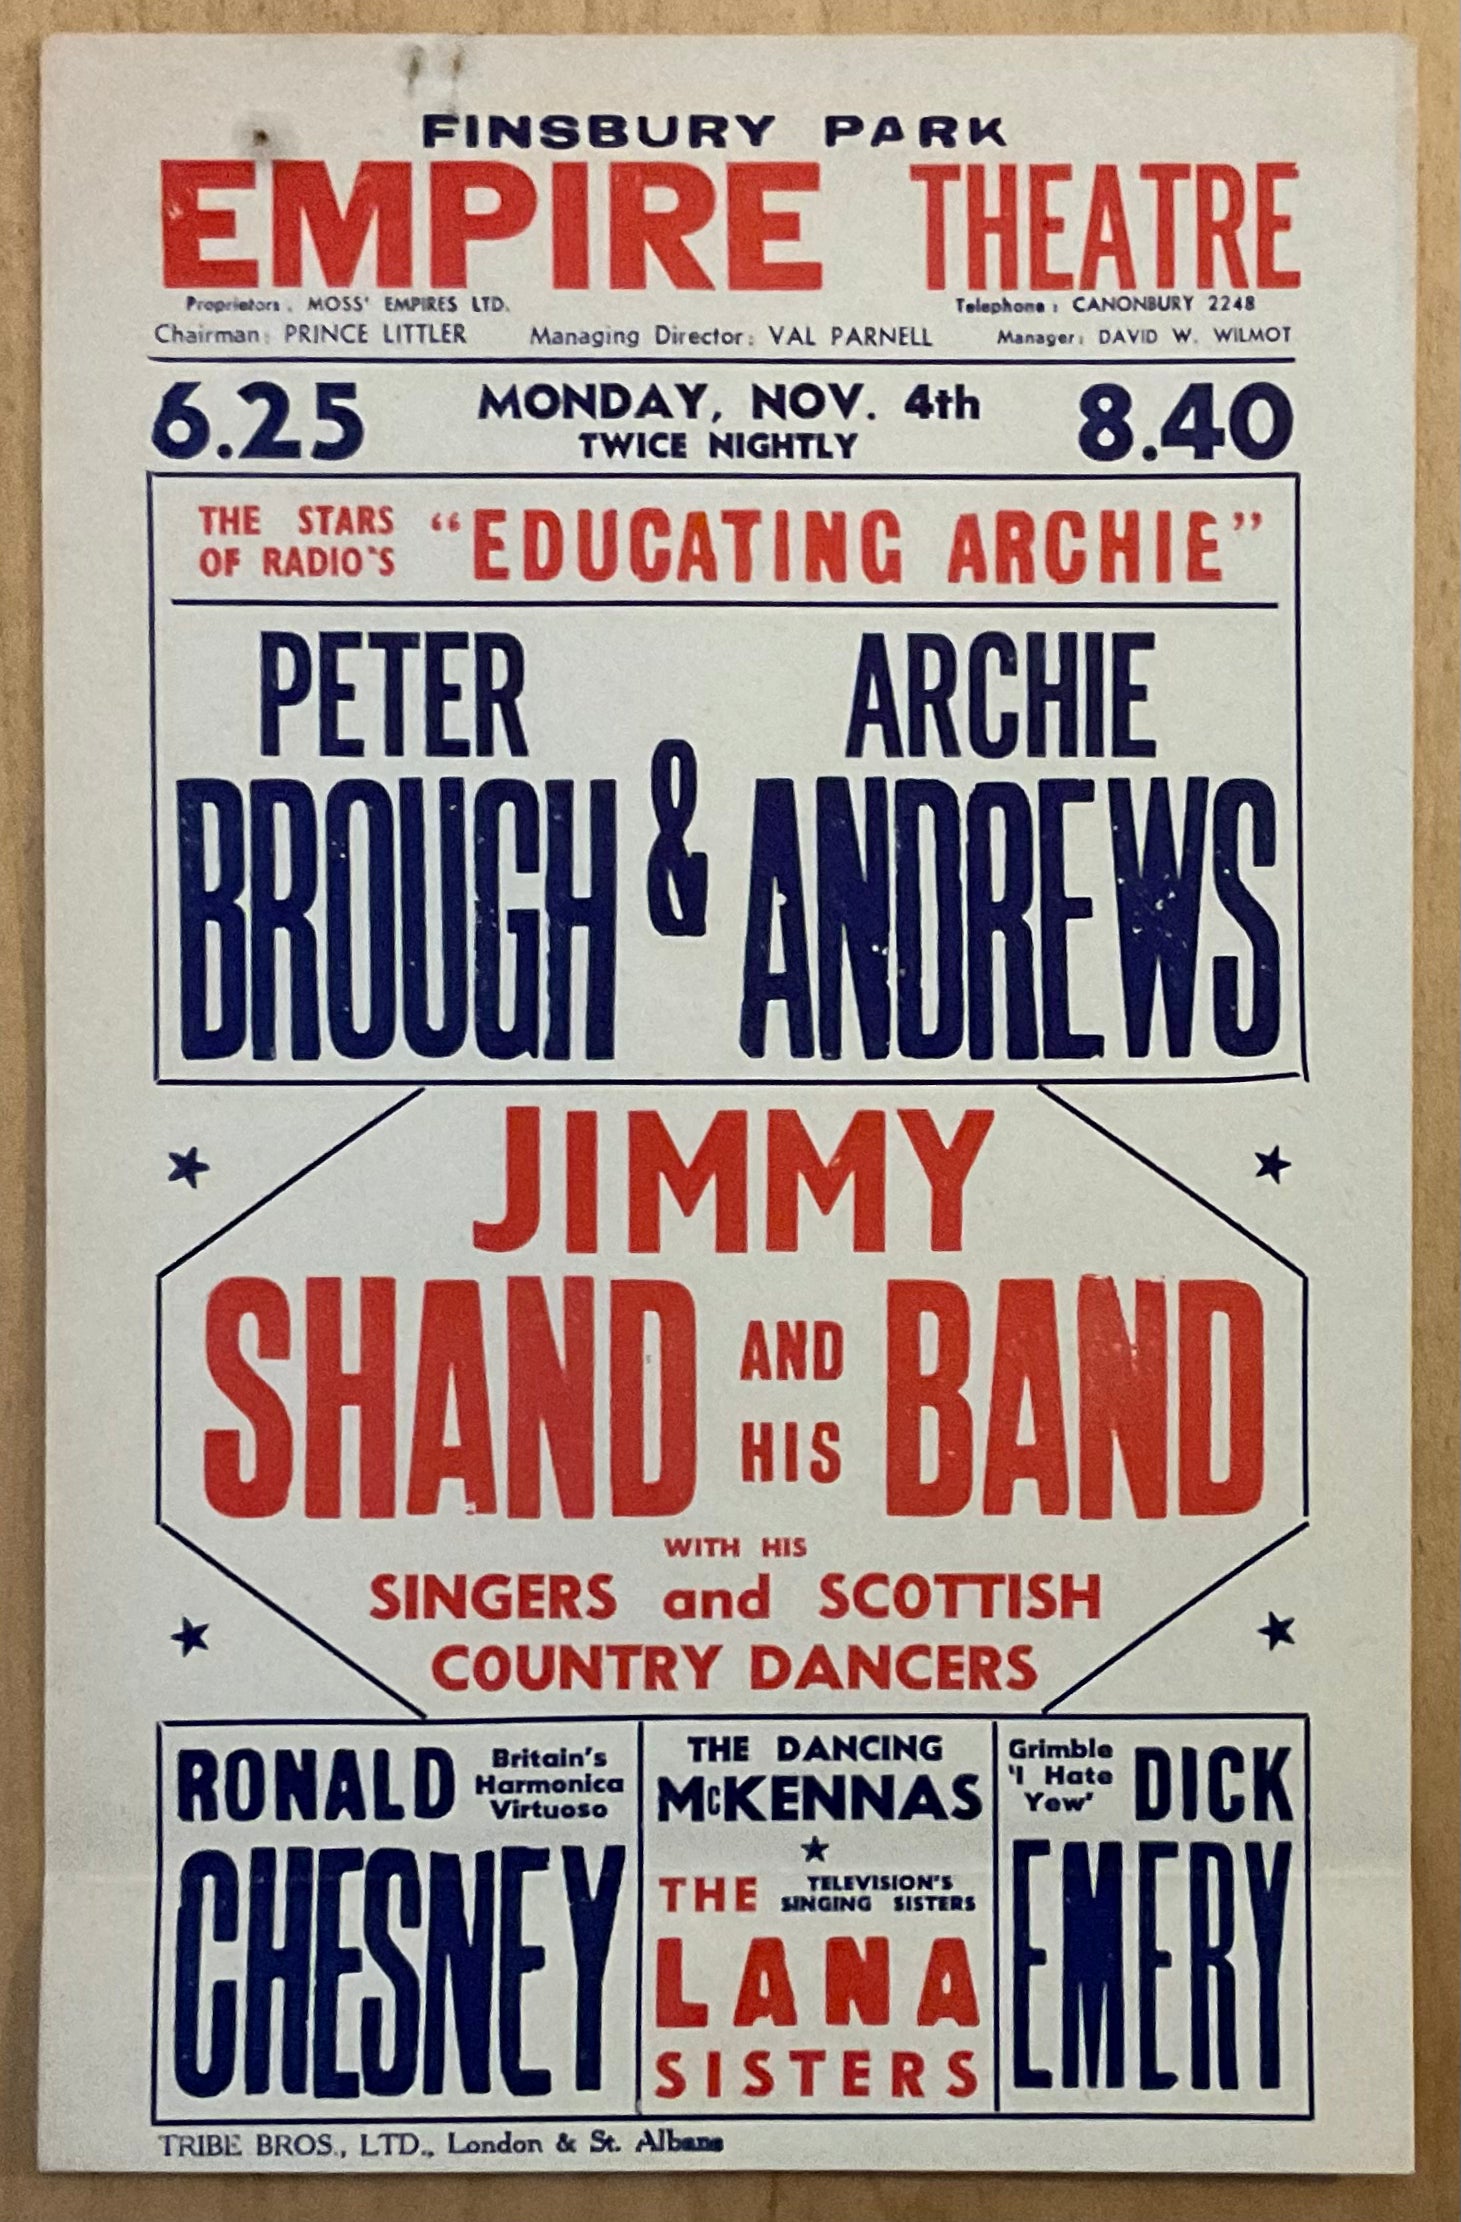 FINSBURY PARK
EMPIRE THEATRE
Proprietors. MOSS' EMPIRES LTD. Telephone: CANONBURY 2248
Chairman: PRINCE LITTLER Managing Director: VAL PARNELL Manager: DAVID W. WILMOT
6.25 MONDAY, NOV. 4th 8.40
TWICE NIGHTLY
THE STARS
OF RADIO'S
"EDUCATING ARCHIE"
PETER
BROUGH
&
ARCHIE
ANDREWS
JIMMY
SHAND AND HIS BAND
WITH HIS
SINGERS and SCOTTISH
COUNTRY DANCERS
RONALD
Britain's
Harmonica
Virtuoso
CHESNEY
THE DANCING
McKENNAS
THE
TELEVISION'S
SINGING SISTERS
LANA
SISTERS
Grimble
'I Hate
Yew'
DICK
EMERY
TRIBE BROS., LTD., London & St. Albans